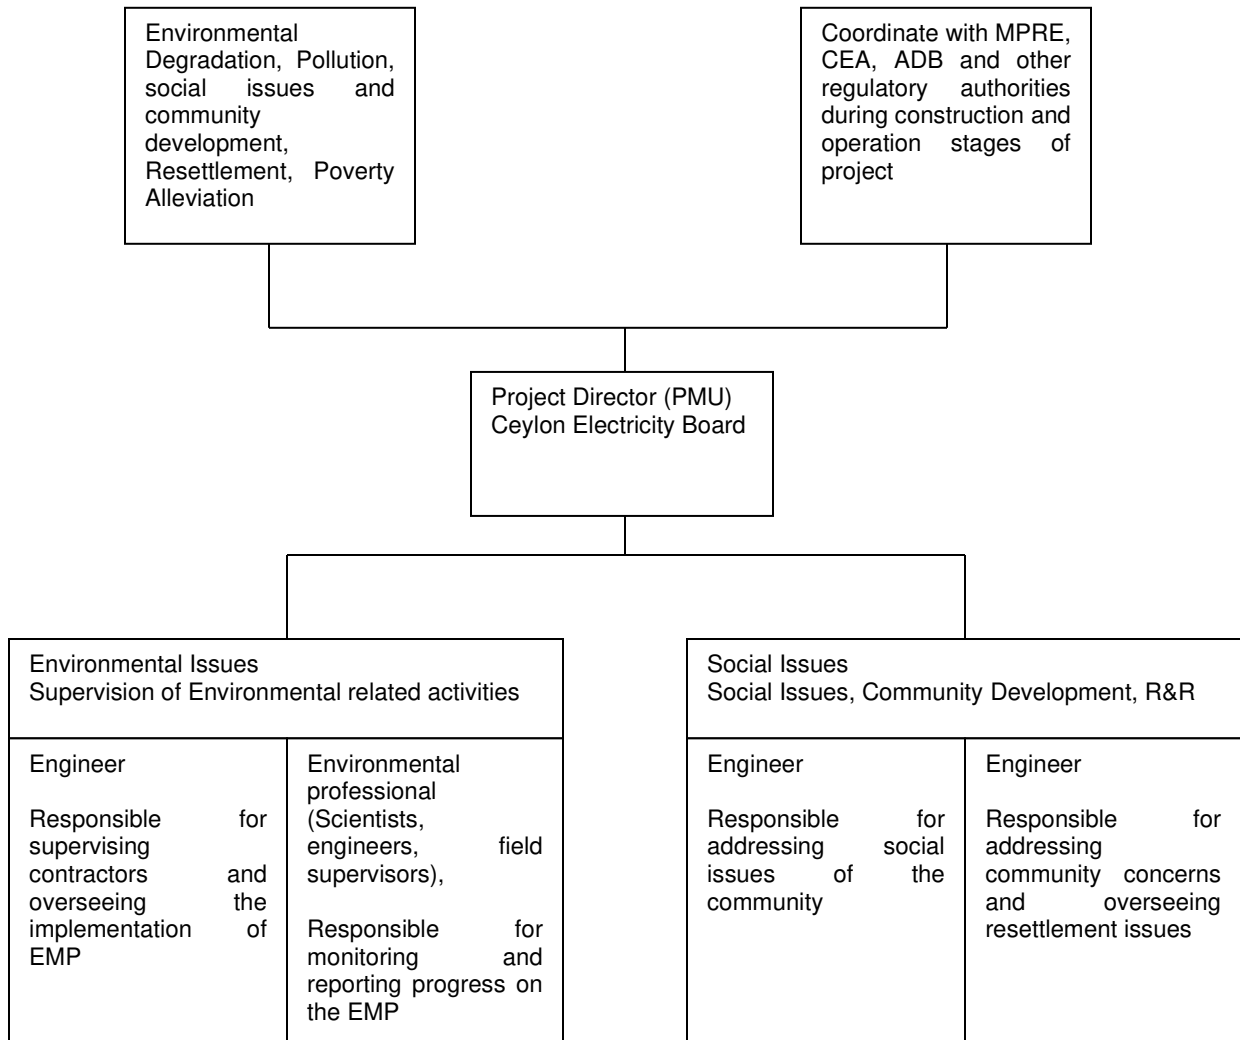 Environmental
Degradation, Pollution,
social issues and
community
development,
Resettlement, Poverty
Alleviation
Coordinate with MPRE,
CEA, ADB and other
regulatory authorities
during construction and
operation stages of
project
Project Director (PMU)
Ceylon Electricity Board
Environmental Issues
Supervision of Environmental related activities
Engineer
Responsible for
supervising
contractors and
overseeing the
implementation of
EMP
Environmental
professional
(Scientists,
engineers, field
supervisors),
Responsible for
monitoring and
reporting progress on
the EMP
Social Issues
Social Issues, Community Development, R&R
Engineer
Responsible for
addressing social
issues of the
community
Engineer
Responsible for
addressing
community concerns
and overseeing
resettlement issues